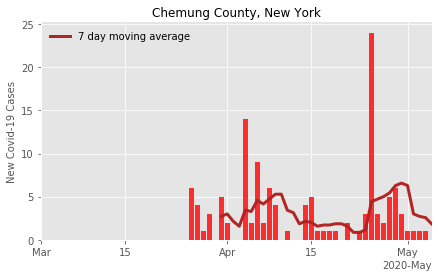 Chemung County, New York
7 day moving average
New Covid-19 Cases
25
20
15
10
5
0
Mar
15
Apr
15
May
2020-May